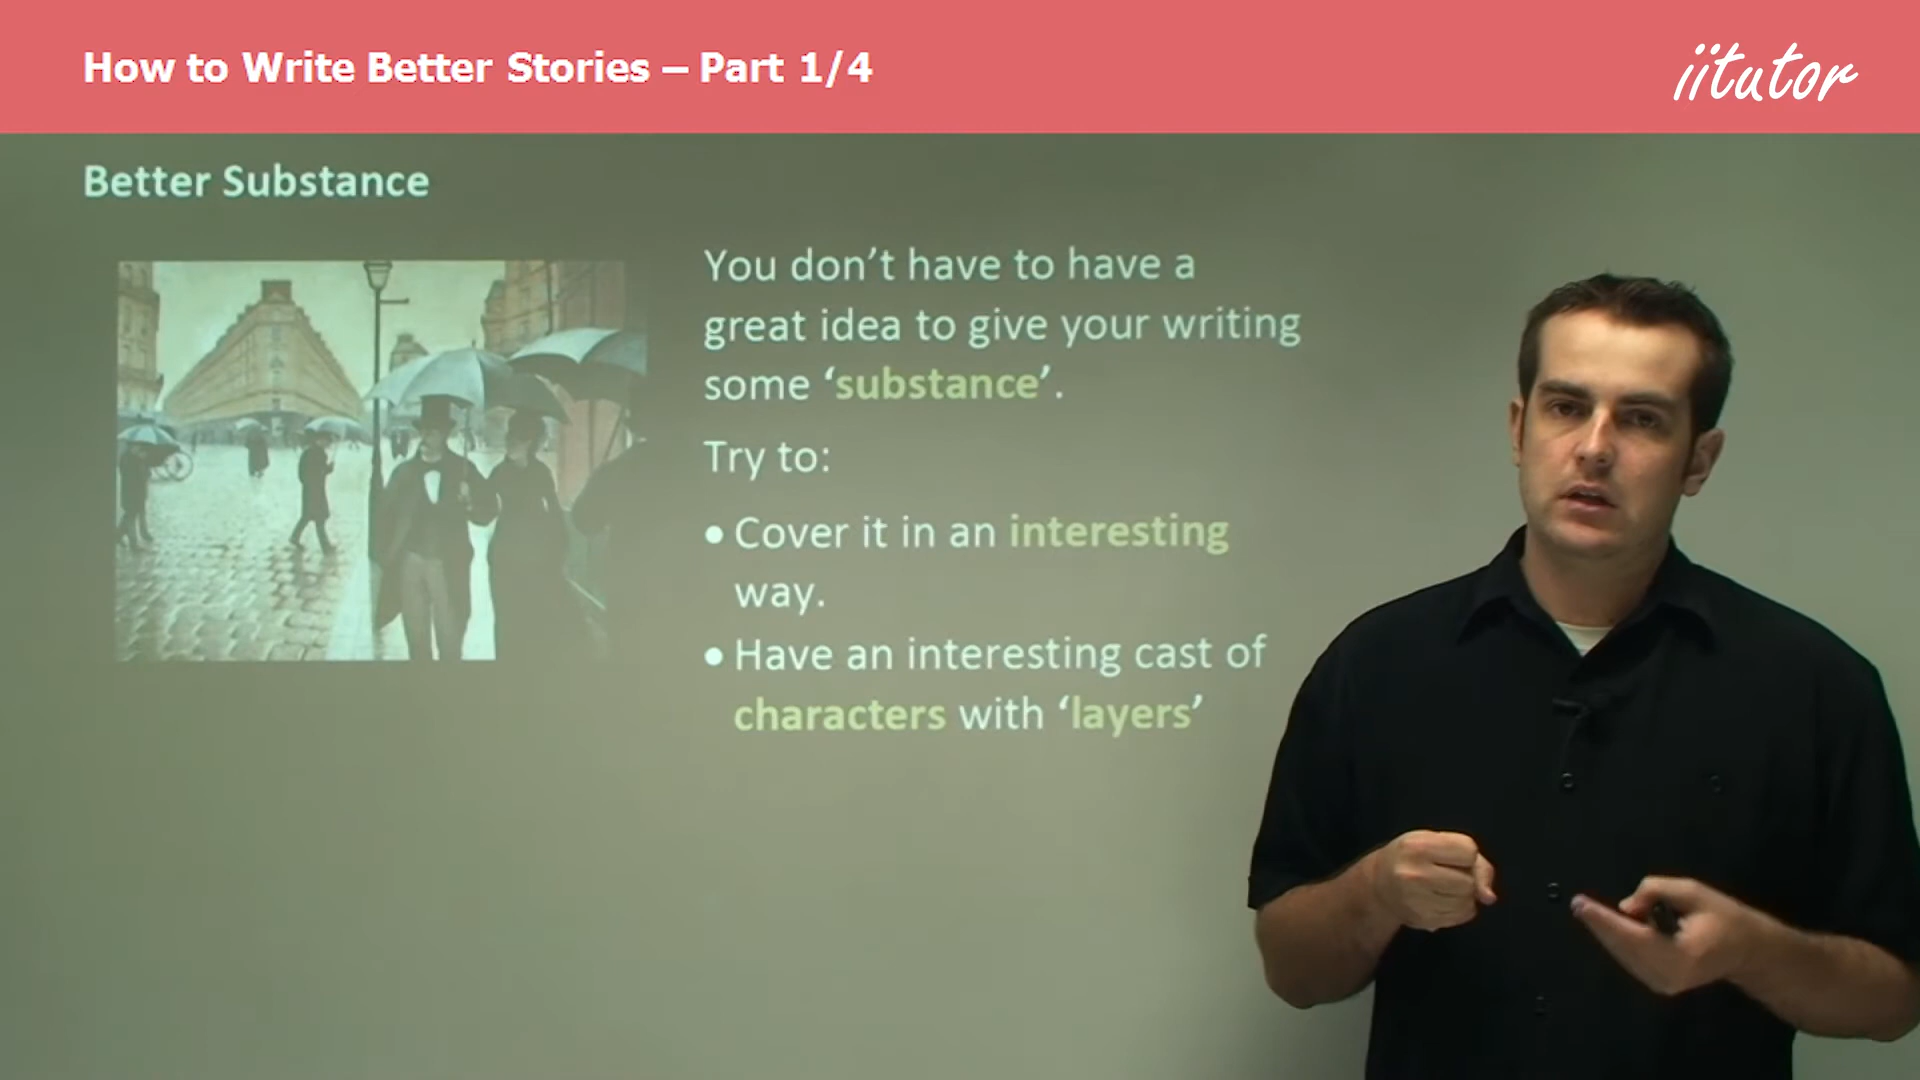 How to Write Better Stories – Part 1/4
iitutor
Better Substance
You don’t have to have a
great idea to give your writing
some ‘substance’.
Try to:
• Cover it in an interesting
way.
• Have an interesting cast of
characters with ‘layers’